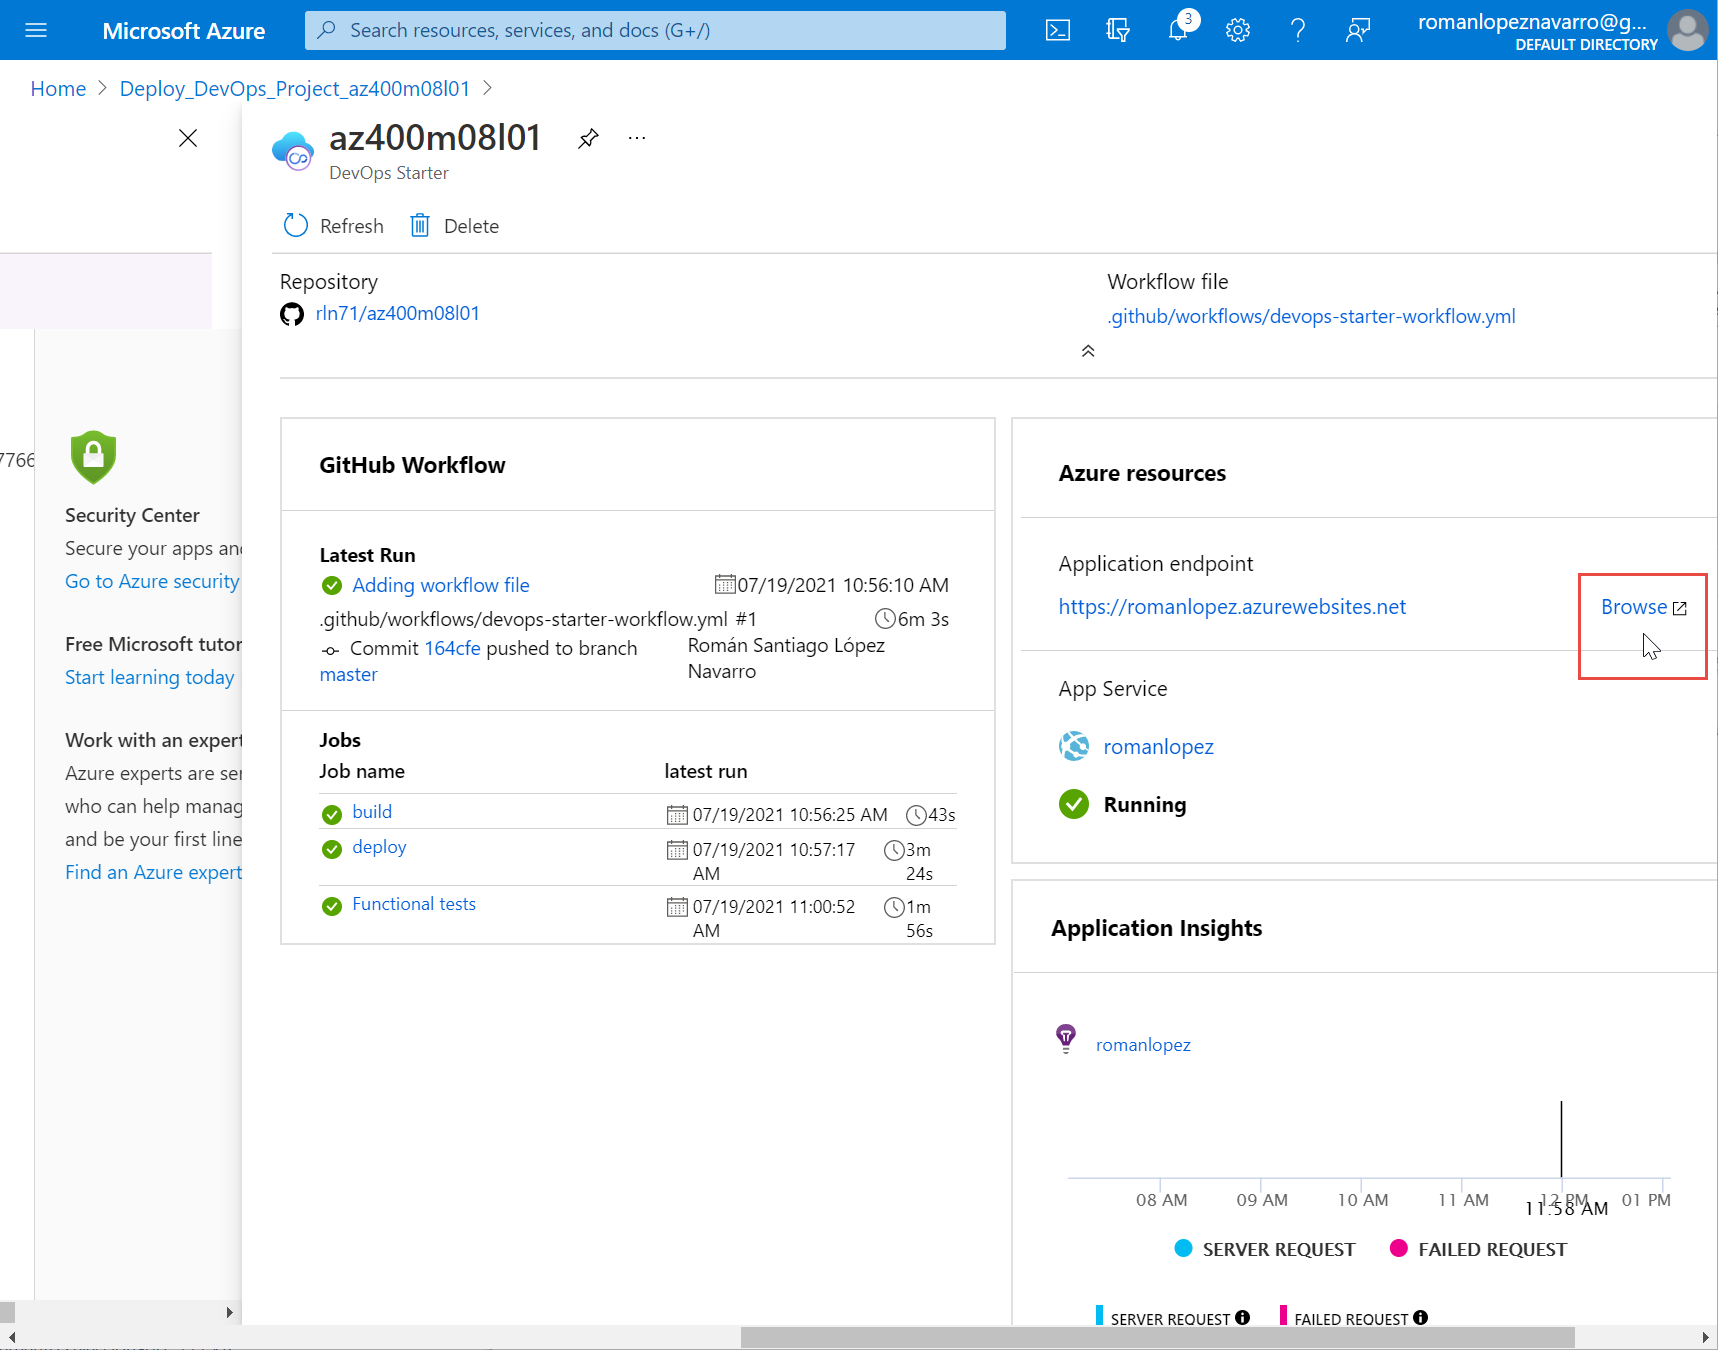 Microsoft Azure
Search resources, services, and docs (G+/)
3
romanlopeznavarro@g...
DEFAULT DIRECTORY
Home > Deploy_DevOps_Project_az400m08l01 >
az400m08l01
...
DevOps Starter
Refresh
Delete
Repository
rln71/az400m08l01
Workflow file
.github/workflows/devops-starter-workflow.yml
7766
Security Center
Secure your apps and
Go to Azure security
Free Microsoft tutor
Start learning today
Work with an expert
Azure experts are ser
who can help manag
and be your first line
Find an Azure expert
GitHub Workflow
Latest Run
Adding workflow file
07/19/2021 10:56:10 AM
.github/workflows/devops-starter-workflow.yml #1
6m 3s
Commit 164cfe pushed to branch
master
Román Santiago López
Navarro
Jobs
Job name
latest run
build
07/19/2021 10:56:25 AM
43s
deploy
07/19/2021 10:57:17
AM
3m
24s
Functional tests
07/19/2021 11:00:52
AM
1m
56s
Azure resources
Application endpoint
https://romanlopez.azurewebsites.net
Browse
App Service
romanlopez
Running
Application Insights
romanlopez
08 AM
09 AM
10 AM
11 AM
12 PM
01 PM
11:58 AM
SERVER REQUEST
FAILED REQUEST
SERVER REQUEST
FAILED REQUEST